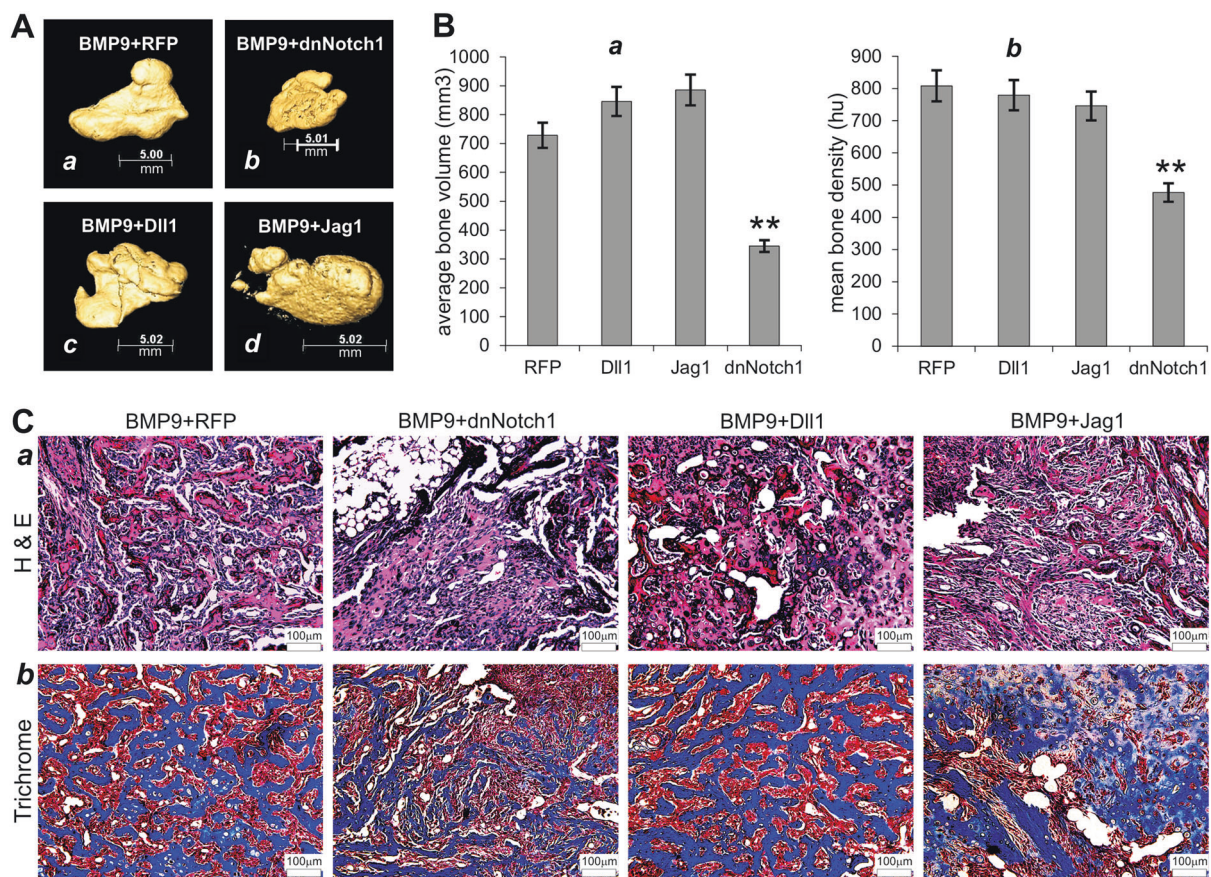 A
BMP9+RFP
5.00
mm
a
BMP9+dnNotch1
5.01
mm
b
BMP9+Dll1
5.02
mm
c
BMP9+Jag1
5.02
mm
d
B
a
average bone volume (mm3)
1000
900
800
700
600
500
400
300
200
100
0
**
RFP Dll1 Jag1 dnNotch1
b
mean bone density (hu)
900
800
700
600
500
400
300
200
100
0
**
RFP Dll1 Jag1 dnNotch1
C
BMP9+RFP BMP9+dnNotch1 BMP9+Dll1 BMP9+Jag1
a
H & E
100μm 100μm 100μm 100μm
b
Trichrome
100μm 100μm 100μm 100μm